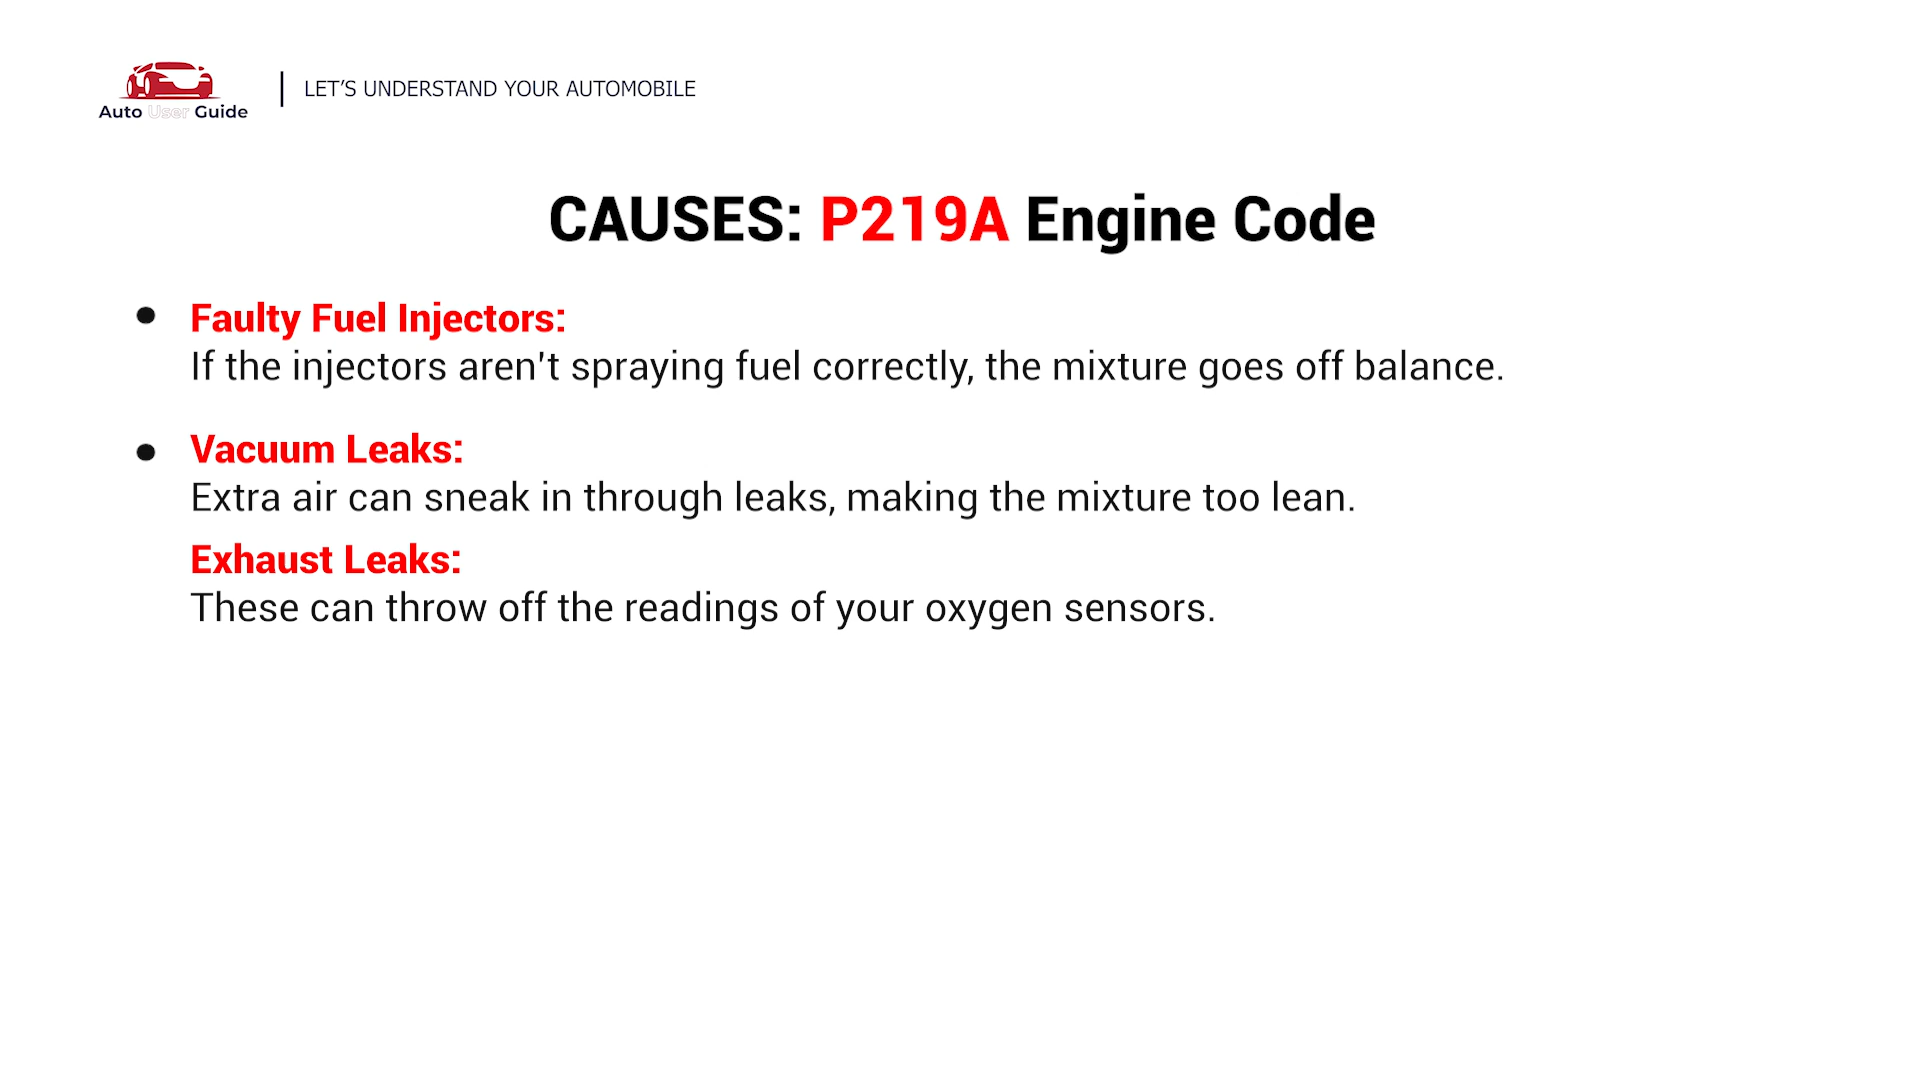 Auto User Guide
LET’S UNDERSTAND YOUR AUTOMOBILE
CAUSES: P219A Engine Code
Faulty Fuel Injectors:
If the injectors aren't spraying fuel correctly, the mixture goes off balance.
Vacuum Leaks:
Extra air can sneak in through leaks, making the mixture too lean.
Exhaust Leaks:
These can throw off the readings of your oxygen sensors.